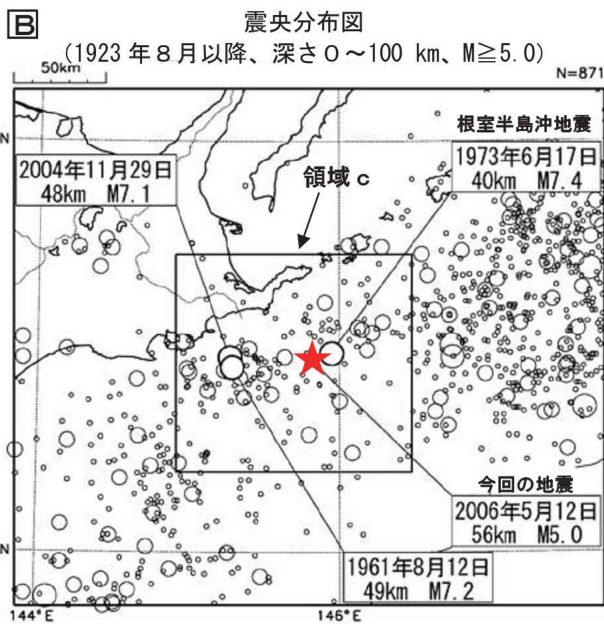 B
震央分布図
(1923年8月以降、深さ0～100 km、M≧5.0)
50km
N=871
N
根室半島沖地震
1973年6月17日
40km M7.4
2004年11月29日
48km M7.1
領域 c
今回の地震
2006年5月12日
56km M5.0
N
1961年8月12日
49km M7.2
144°E
146°E